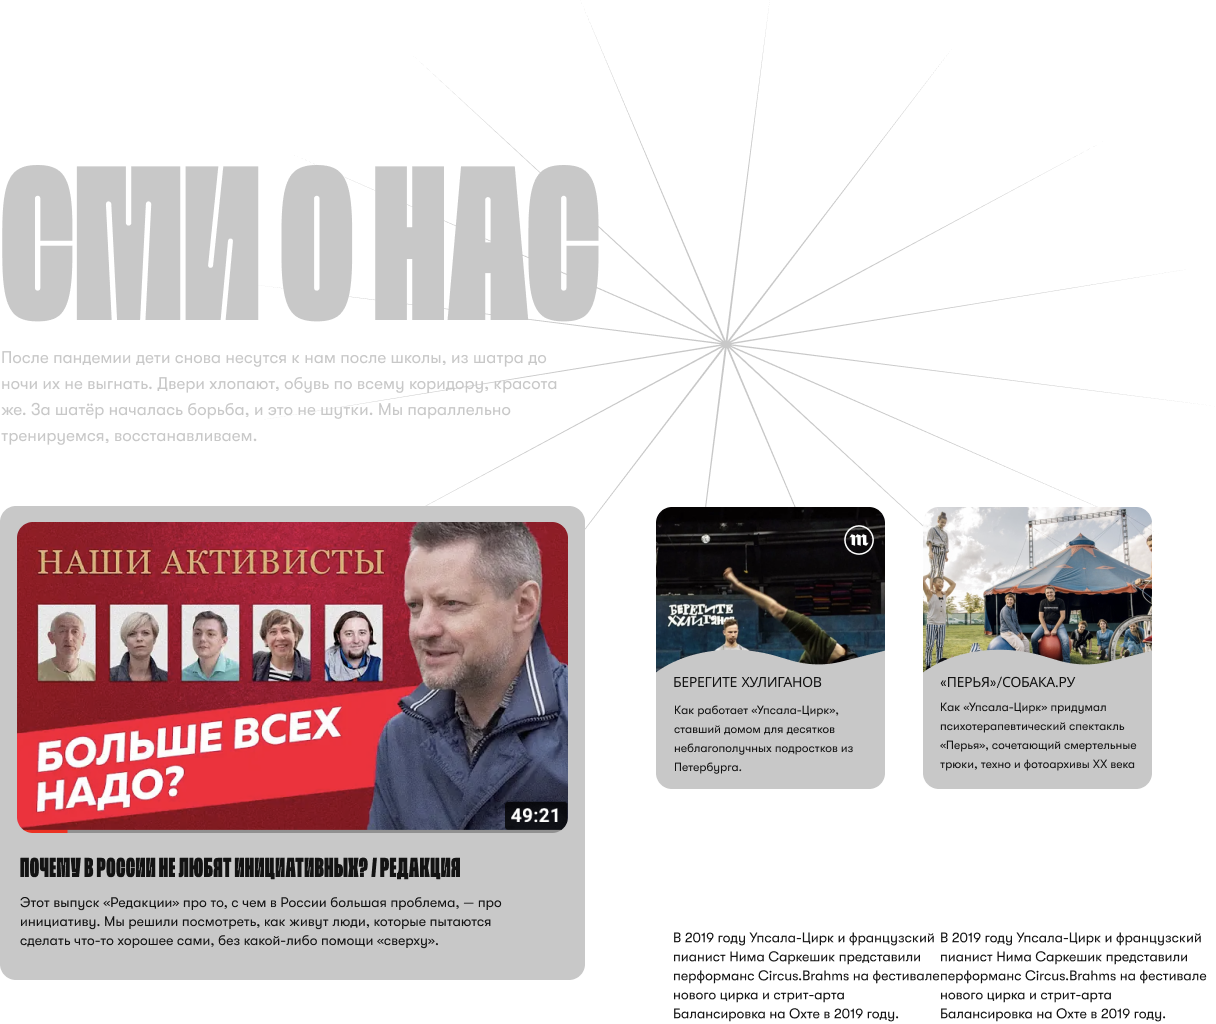 СМИ О НАС
После пандемии дети снова несутся к нам после школы, из шатра до
ночи их не выгнать. Двери хлопают, обувь по всему коридору, красота
же. За шатёр началась борьба, и это не шутки. Мы параллельно
тренируемся, восстанавливаем.
НАШИ АКТИВИСТЫ
БОЛЬШЕ ВСЕХ
НАДО?
49:21
ПОЧЕМУ В РОССИИ НЕ ЛЮБЯТ ИНИЦИАТИВНЫХ? / РЕДАКЦИЯ
Этот выпуск «Редакции» про то, с чем в России большая проблема, — про
инициативу. Мы решили посмотреть, как живут люди, которые пытаются
сделать что-то хорошее сами, без какой-либо помощи «сверху».
m
БЕРЕГИТЕ
ХУЛИГАНОВ
БЕРЕГИТЕ ХУЛИГАНОВ
Как работает «Упсала-Цирк»,
ставший домом для десятков
неблагополучных подростков из
Петербурга.
«ПЕРЬЯ»/СОБАКА.РУ
Как «Упсала-Цирк» придумал
психотерапевтический спектакль
«Перья», сочетающий смертельные
трюки, техно и фотоархивы XX века
В 2019 году Упсала-Цирк и французский
пианист Нима Саркешик представили
перформанс Circus.Brahms на фестивале
нового цирка и стрит-арта
Балансировка на Охте в 2019 году.
В 2019 году Упсала-Цирк и французский
пианист Нима Саркешик представили
перформанс Circus.Brahms на фестивале
нового цирка и стрит-арта
Балансировка на Охте в 2019 году.